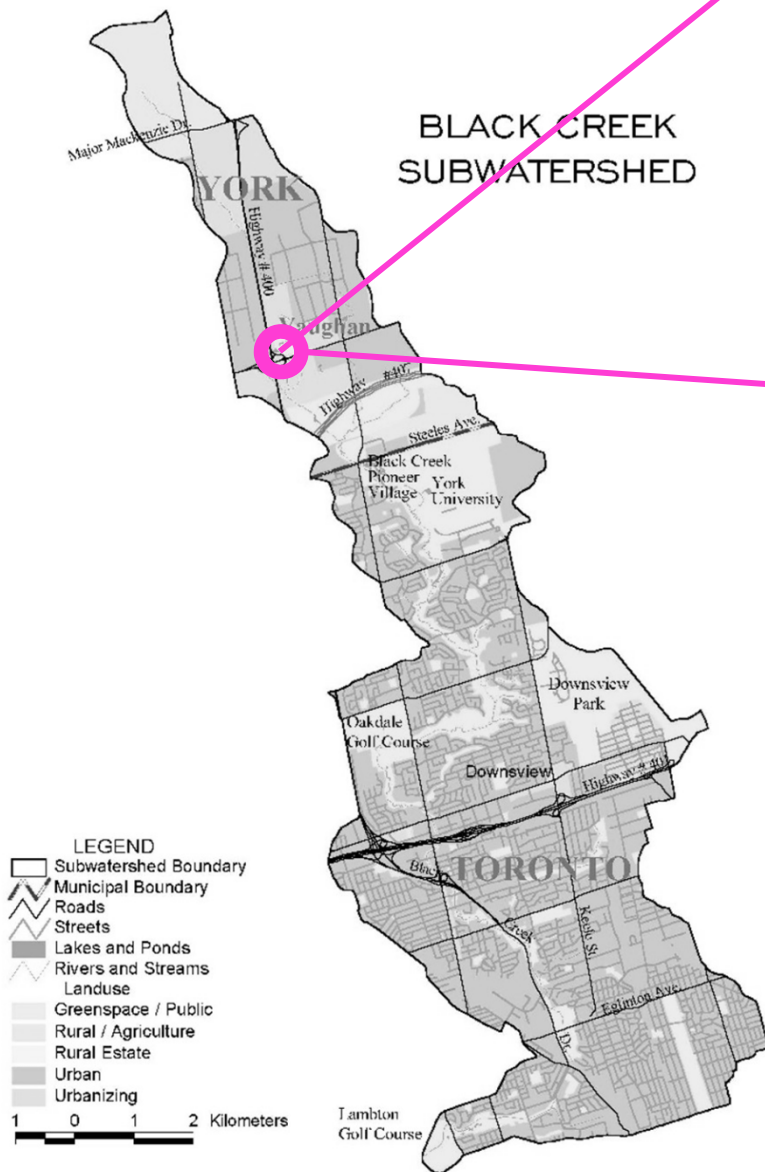 BLACK CREEK
SUBWATERSHED
Major Mackenzie Dr.
YORK
Highway # 400
Vaughan
Highway #407
Steeles Ave.
Black Creek
Pioneer
Village
York
University
Downsview
Park
Oakdale
Golf Course
Downsview
Highway # 401
TORONTO
Black
Creek
Dr.
Keele St
Eglinton Ave.
Lambton
Golf Course
LEGEND
Subwatershed Boundary
Municipal Boundary
Roads
Streets
Lakes and Ponds
Rivers and Streams
Landuse
Greenspace / Public
Rural / Agriculture
Rural Estate
Urban
Urbanizing
1 0 1 2 Kilometers